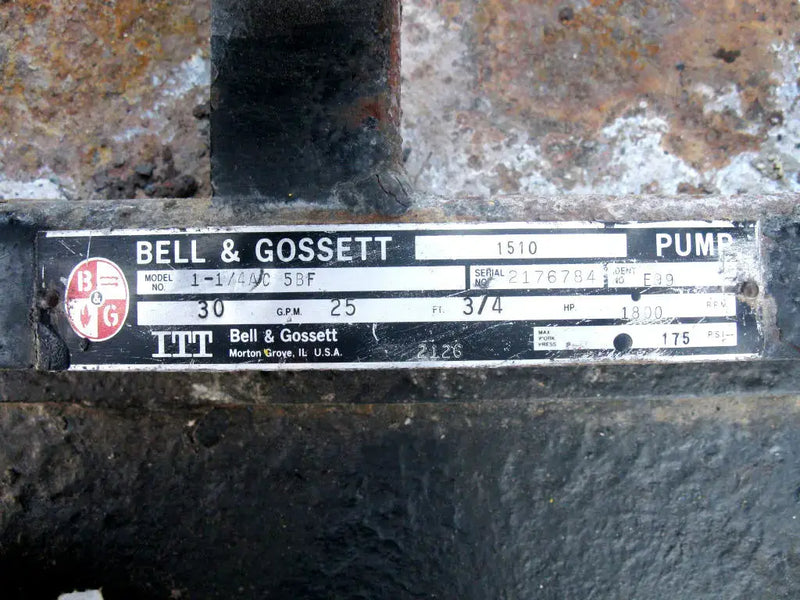 BELL & GOSSETT 1510 PUMP
B & G
MODEL NO. 1-1/4AC 5BF SERIAL NO. 2176784 IDENT NO E39
30 G.P.M. 25 FT. 3/4 HP. 1800 RPM
ITT Bell & Gossett
Morton Grove, IL U.S.A.
2126
MAX WORK PRESS 175 PSI